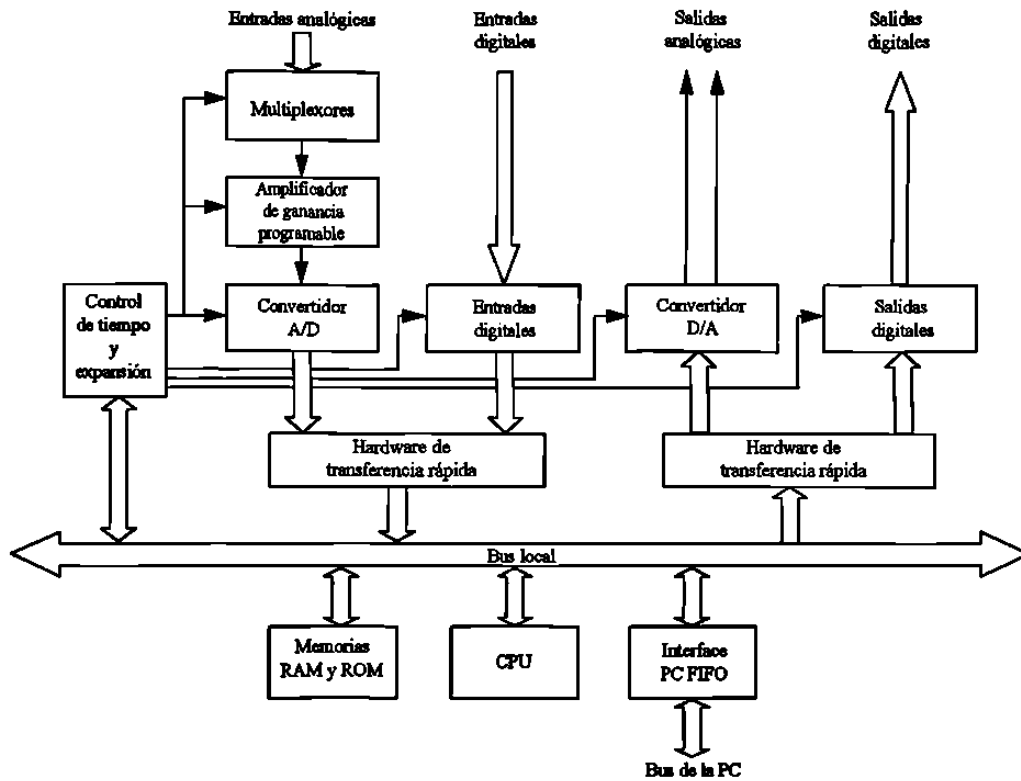 Entradas analógicas
Entradas
digitales
Salidas
analógicas
Salidas
digitales
Multiplexores
Amplificador
de ganancia
programable
Control
de tiempo
y
expansión
Convertidor
A/D
Entradas
digitales
Convertidor
D/A
Salidas
digitales
Hardware de
transferencia rápida
Hardware de
transferencia rápida
Bus local
Memorias
RAM y ROM
CPU
Interface
PC FIFO
Bus de la PC